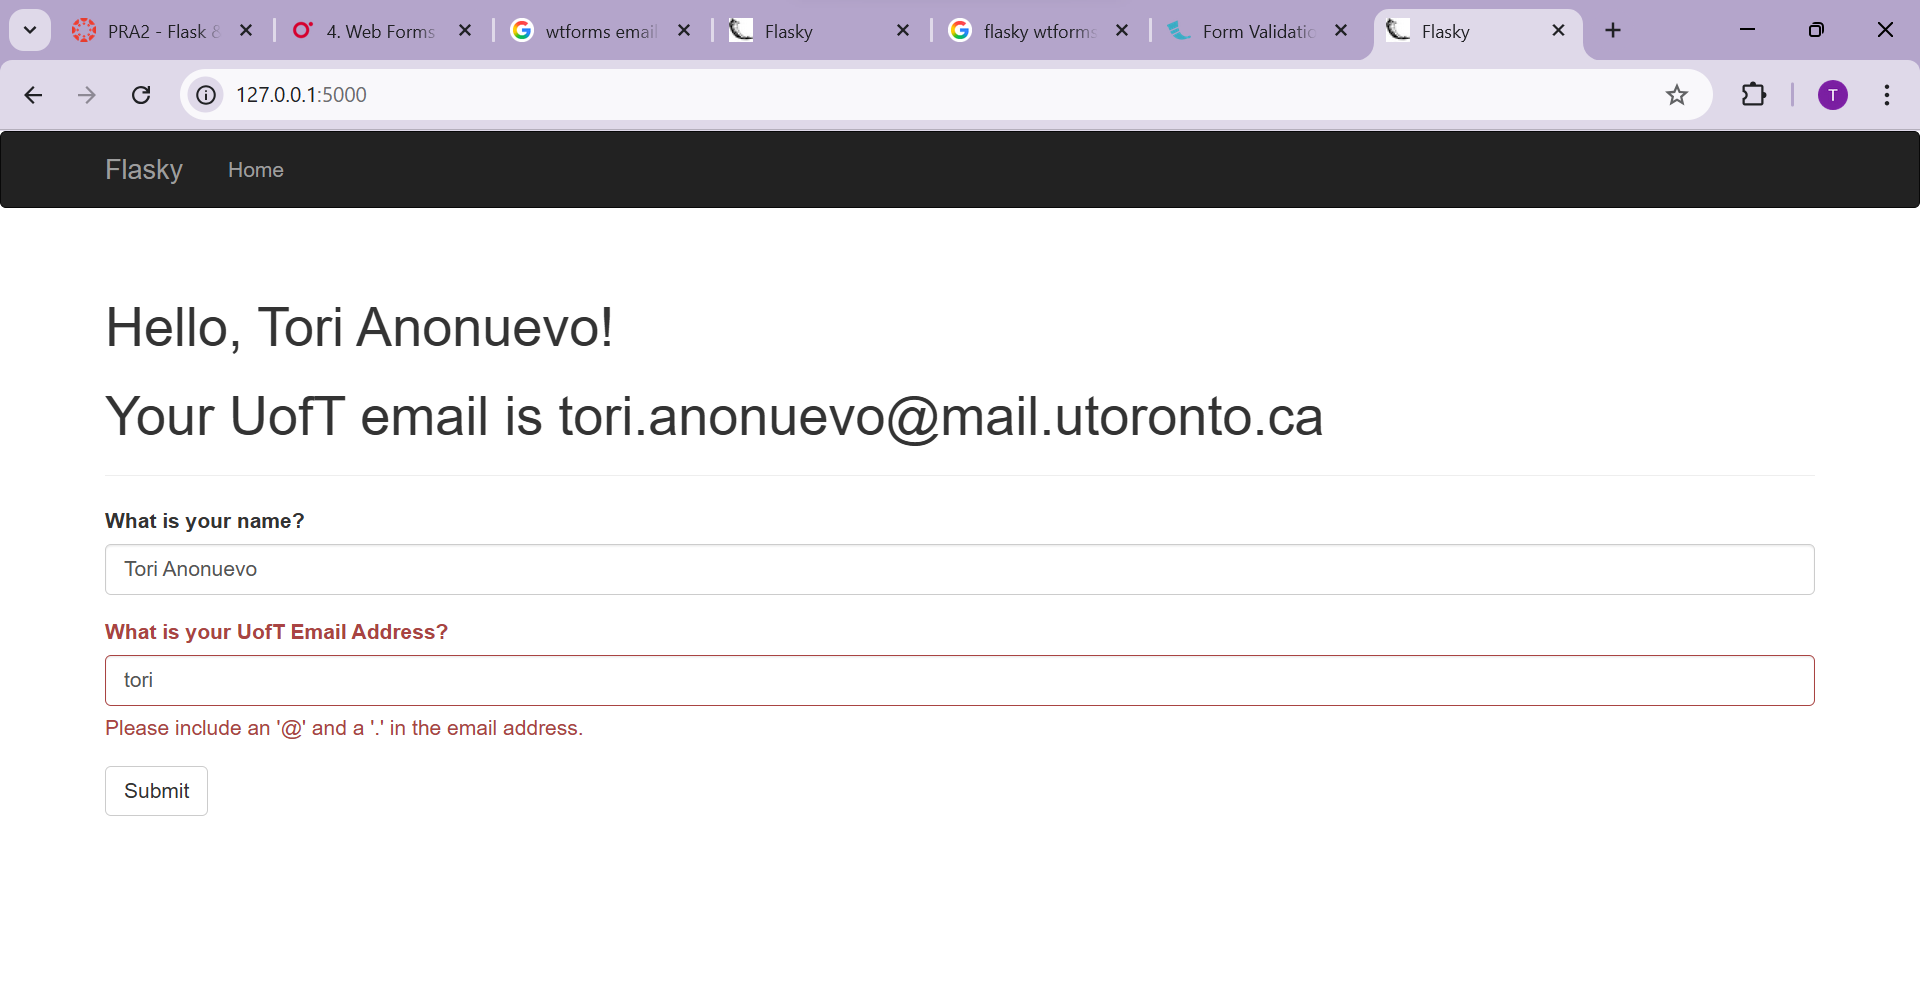 PRA2 - Flask &
4. Web Forms
wtforms email
Flasky
flasky wtforms
Form Validatio
Flasky
127.0.0.1:5000
T
Flasky
Home
Hello, Tori Anonuevo!
Your UofT email is tori.anonuevo@mail.utoronto.ca
What is your name?
Tori Anonuevo
What is your UofT Email Address?
tori
Please include an '@' and a '.' in the email address.
Submit